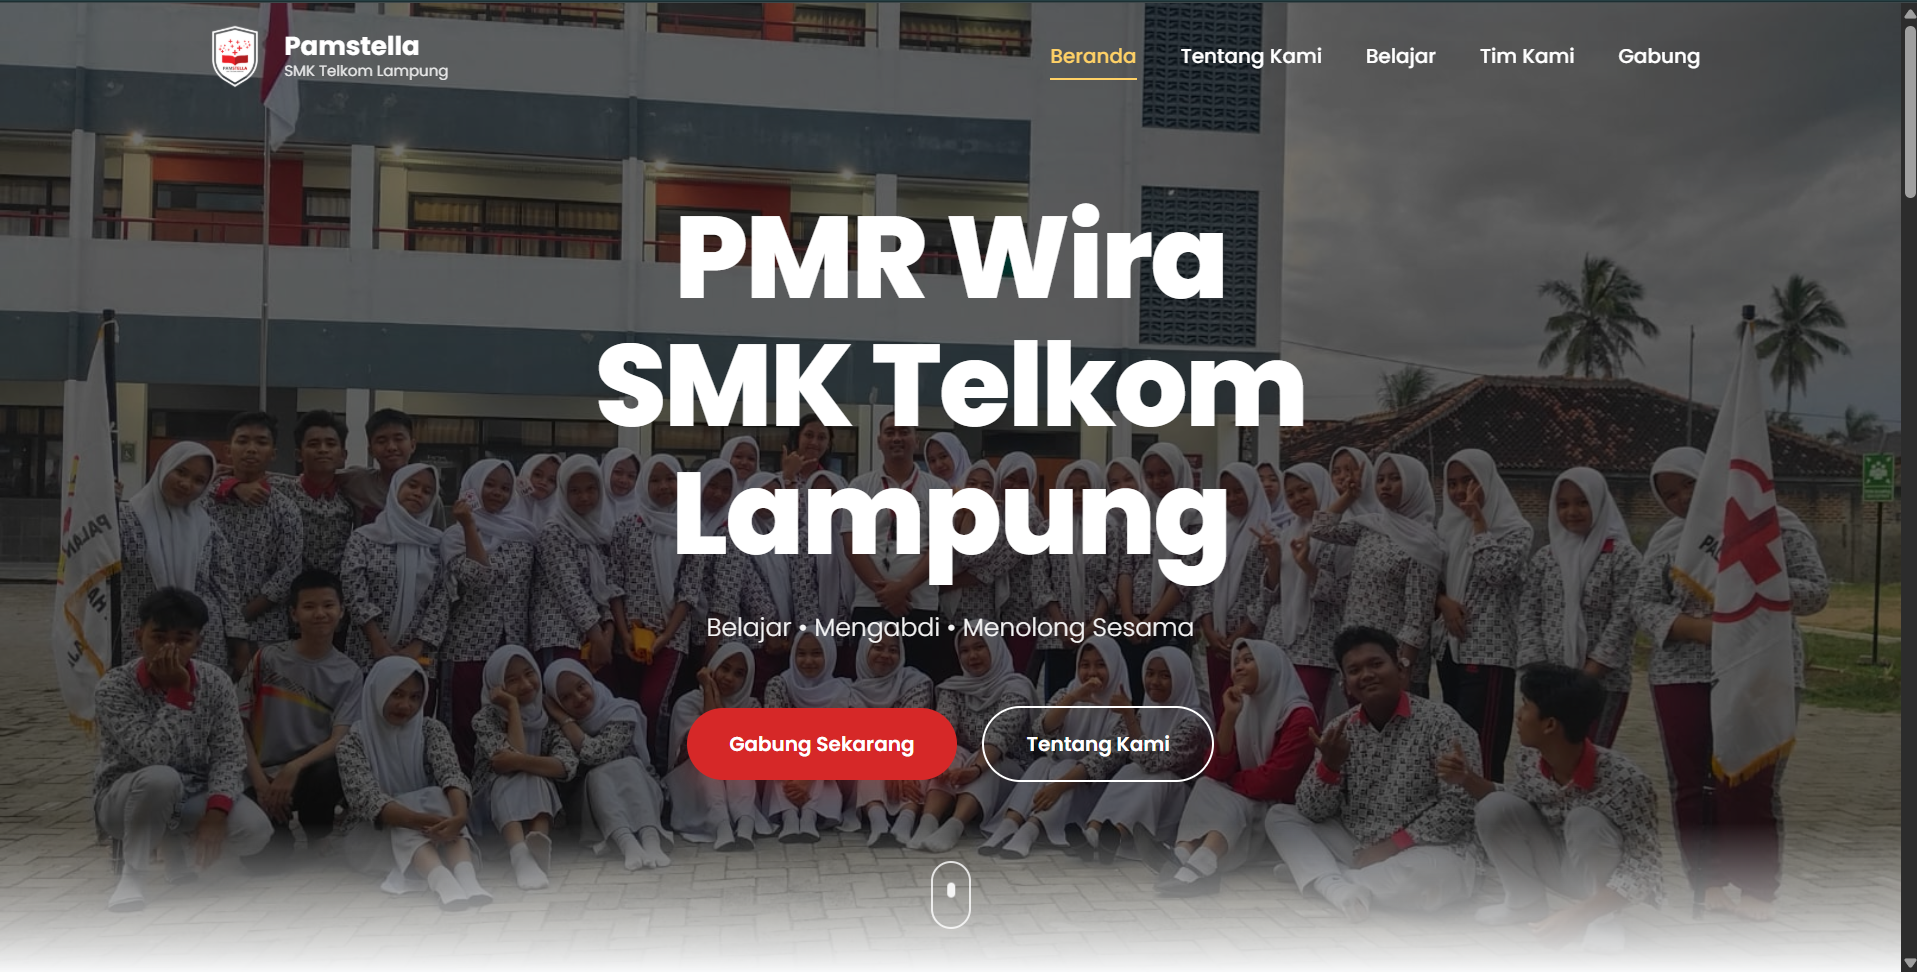 Pamstella
SMK Telkom Lampung
Beranda
Tentang Kami
Belajar
Tim Kami
Gabung
PMR Wira
SMK Telkom
Lampung
Belajar • Mengabdi • Menolong Sesama
Gabung Sekarang
Tentang Kami